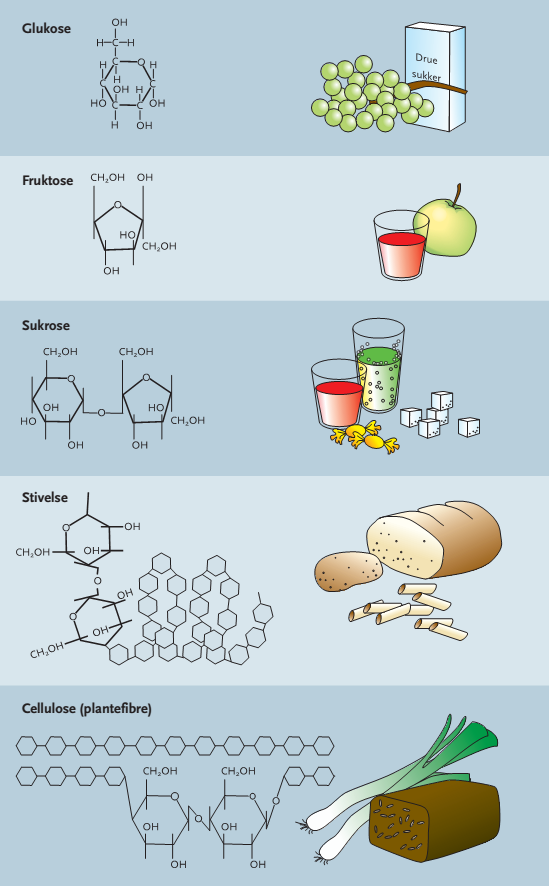 Glukose
OH
H C H
C
H O H
H
OH H
HO OH
H OH
Drue
sukker
Fruktose
CH₂OH OH
O
HO
CH₂OH
OH
Sukrose
CH₂OH CH₂OH
O O
OH HO
HO O CH₂OH
OH OH
Stivelse
O OH
CH₂OH OH
O
OH
O
OH
CH₂OH
Cellulose (plantefibre)
CH₂OH CH₂OH
O O O
O
OH OH
OH OH